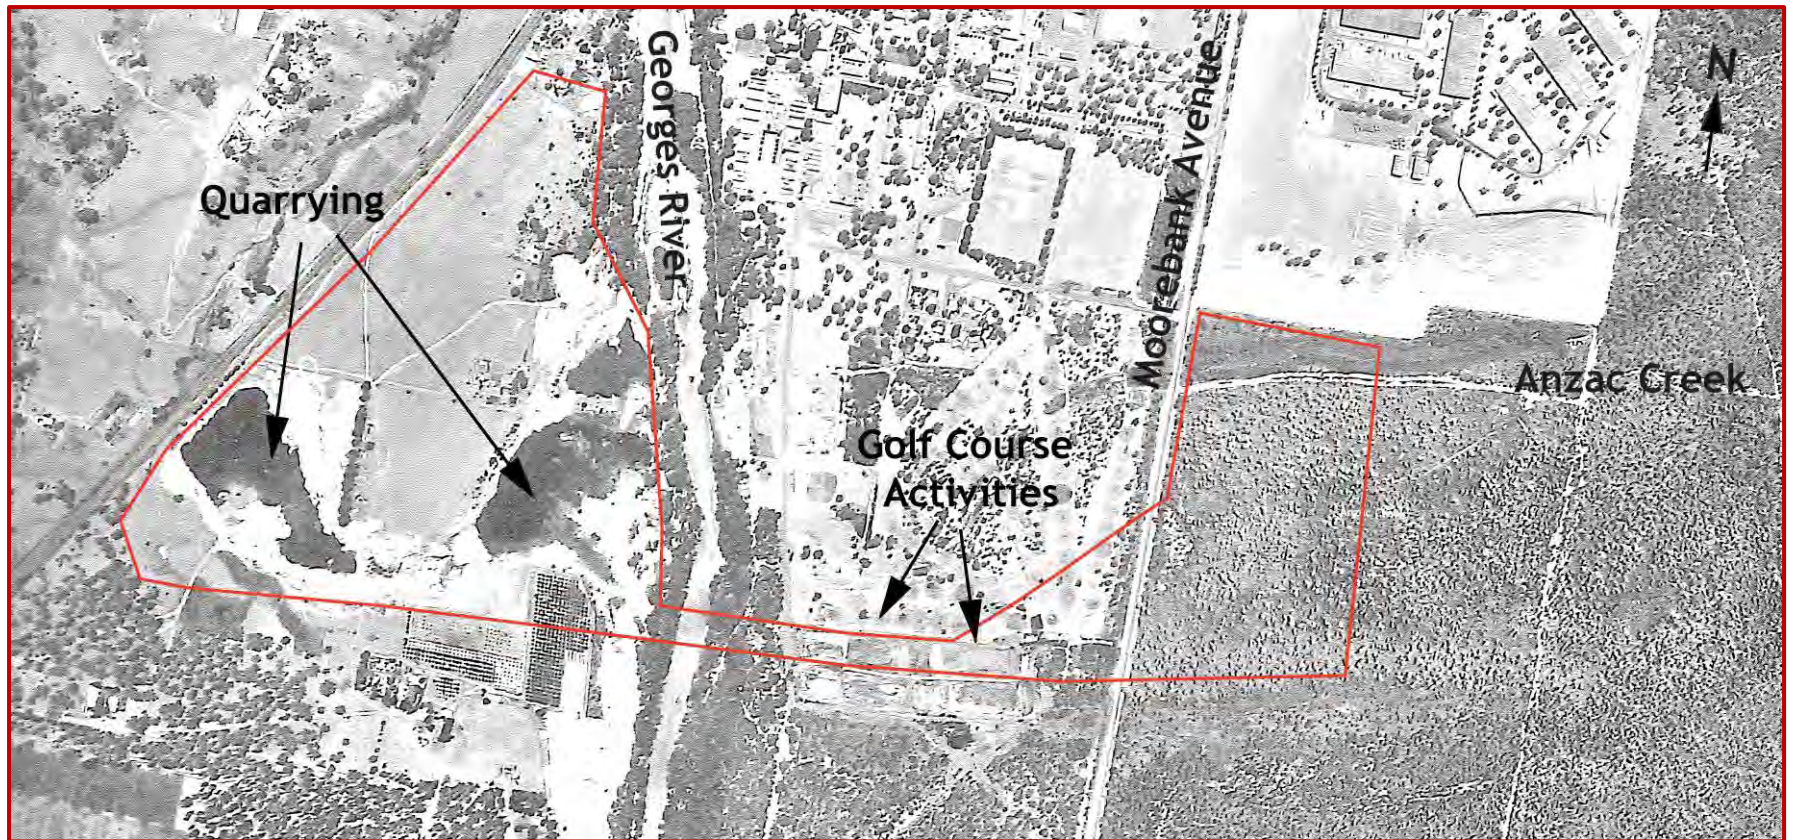 Georges River
N
Quarrying
Moorebank Avenue
Anzac Creek
Golf Course
Activities